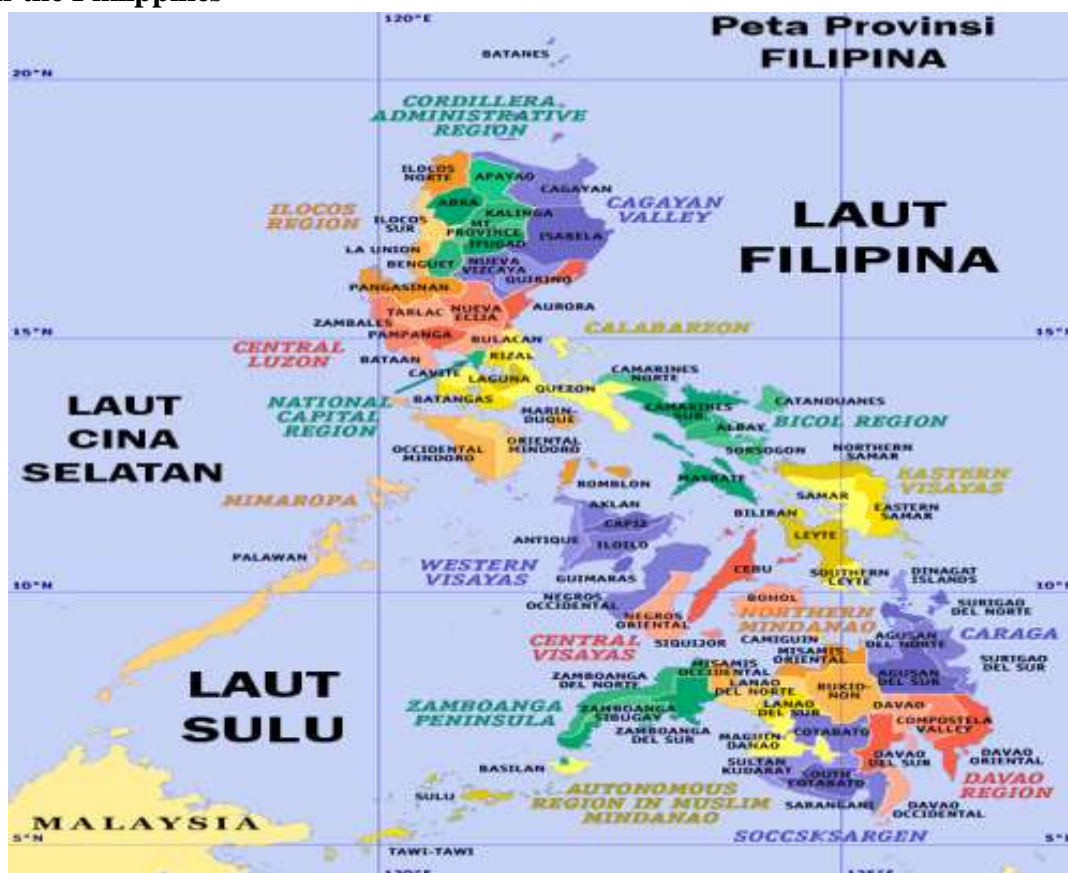 120°E
Peta Provinsi
FILIPINA
BATANES
20°N
CORDILLERA
ADMINISTRATIVE
REGION
ILOCOS
NORTE
APAYAO
CAGAYAN
CAGAYAN
VALLEY
ABRA
KALINGA
ILOCOS
REGION
ILOCOS
SUR
MT
PROVINCE
IFUGAO
ISABELA
LAUT
FILIPINA
LA UNION
BENGUET
NUEVA
VIZCAYA
QUIRINO
PANGASINAN
TARLAC
NUEVA
ECIJA
AURORA
ZAMBALES
PAMPANGA
BULACAN
CALABARZON
15°N
15°N
CENTRAL
LUZON
BATAAN
RIZAL
CAVITE
LAGUNA
QUEZON
BATANGAS
CAMARINES
NORTE
NATIONAL
CAPITAL
REGION
MARIN-
DUQUE
CAMARINES
SUR
CATANDUANES
ALBAY
BICOL REGION
LAUT
CINA
SELATAN
OCCIDENTAL
MINDORO
ORIENTAL
MINDORO
SORSOGON
NORTHERN
SAMAR
MIMAROPA
ROMBLON
MASBATE
EASTERN
VISAYAS
SAMAR
AKLAN
BILIRAN
EASTERN
SAMAR
CAPIZ
ANTIQUE
ILOILO
LEYTE
PALAWAN
WESTERN
VISAYAS
GUIMARAS
CEBU
SOUTHERN
LEYTE
DINAGAT
ISLANDS
10°N
10°N
NEGROS
OCCIDENTAL
BOHOL
SURIGAO
DEL NORTE
NEGROS
ORIENTAL
NORTHERN
MINDANAO
CENTRAL
VISAYAS
SIQUIJOR
CAMIGUIN
AGUSAN
DEL NORTE
CARAGA
MISAMIS
ORIENTAL
SURIGAO
DEL SUR
LAUT
SULU
ZAMBOANGA
DEL NORTE
MISAMIS
OCCIDENTAL
LANAO
DEL NORTE
BUKID-
NON
AGUSAN
DEL SUR
ZAMBOANGA
PENINSULA
ZAMBOANGA
SIBUGAY
LANAO
DEL SUR
DAVAO
COMPOSTELA
VALLEY
ZAMBOANGA
DEL SUR
MAGUIN-
DANAO
COTABATO
BASILAN
SULTAN
KUDARAT
DAVAO
DEL SUR
DAVAO
ORIENTAL
SOUTH
COTABATO
DAVAO
REGION
SULU
AUTONOMOUS
REGION IN MUSLIM
MINDANAO
SARANGANI
DAVAO
OCCIDENTAL
MALAYSIA
SOCCSKSARGEN
5°N
5°N
TAWI-TAWI